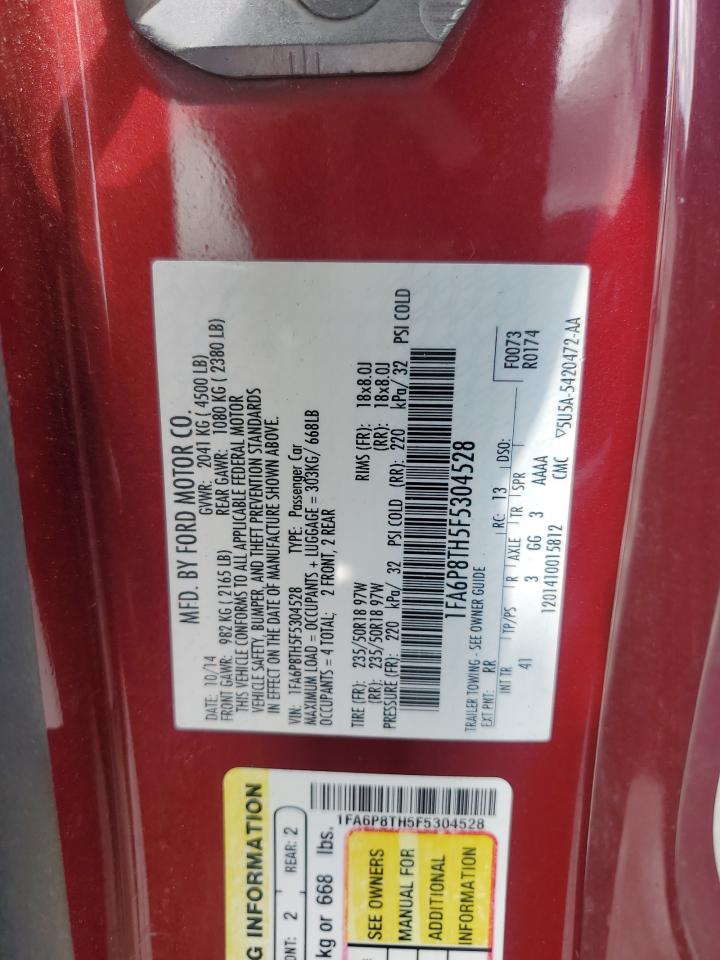 MFD. BY FORD MOTOR CO.
DATE: 10/14 GVWR: 2041 KG ( 4500 LB)
FRONT GAWR: 982 KG ( 2165 LB) REAR GAWR: 1080 KG ( 2380 LB)
THIS VEHICLE CONFORMS TO ALL APPLICABLE FEDERAL MOTOR
VEHICLE SAFETY, BUMPER, AND THEFT PREVENTION STANDARDS
IN EFFECT ON THE DATE OF MANUFACTURE SHOWN ABOVE.
VIN: 1FA6P8TH5F5304528 TYPE: Passenger Car
MAXIMUM LOAD = OCCUPANTS + LUGGAGE = 303KG/ 668LB
OCCUPANTS = 4 TOTAL; 2 FRONT, 2 REAR
TIRE (FR): 235/50R18 97W RIMS (FR): 18x8.0J
(RR): 235/50R18 97W (RR): 18x8.0J
PRESSURE (FR): 220 kPa/ 32 PSI COLD (RR): 220 kPa/ 32 PSI COLD
1FA6P8TH5F5304528
TRAILER TOWING - SEE OWNER GUIDE F0073
EXT PNT: RR RC: 13 DSO: R0174
INT TR TP/PS R AXLE TR SPR
41 3 GG 3 AAAA
1201410015812 CMC ▽5U5A-5420472-AA
G INFORMATION
ONT: 2 REAR: 2
kg or 668 lbs.
1FA6P8TH5F5304528
SEE OWNERS
MANUAL FOR
ADDITIONAL
INFORMATION